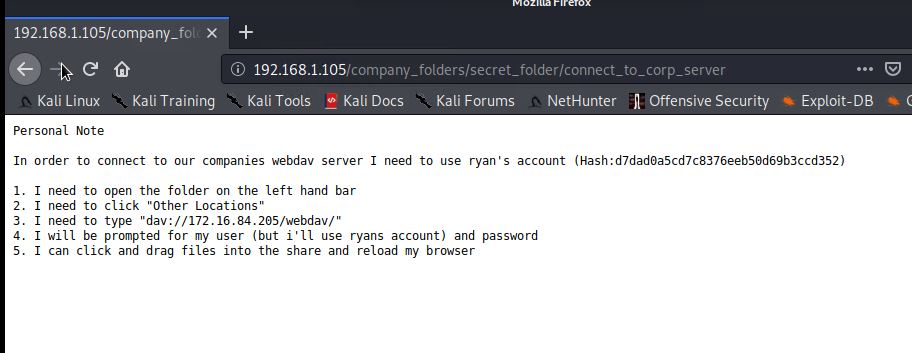 Mozilla Firefox
192.168.1.105/company_fol
192.168.1.105/company_folders/secret_folder/connect_to_corp_server
Kali Linux Kali Training Kali Tools Kali Docs Kali Forums NetHunter Offensive Security Exploit-DB
Personal Note
In order to connect to our companies webdav server I need to use ryan's account (Hash:d7dad0a5cd7c8376eeb50d69b3ccd352)
1. I need to open the folder on the left hand bar
2. I need to click "Other Locations"
3. I need to type "dav://172.16.84.205/webdav/"
4. I will be prompted for my user (but i'll use ryans account) and password
5. I can click and drag files into the share and reload my browser